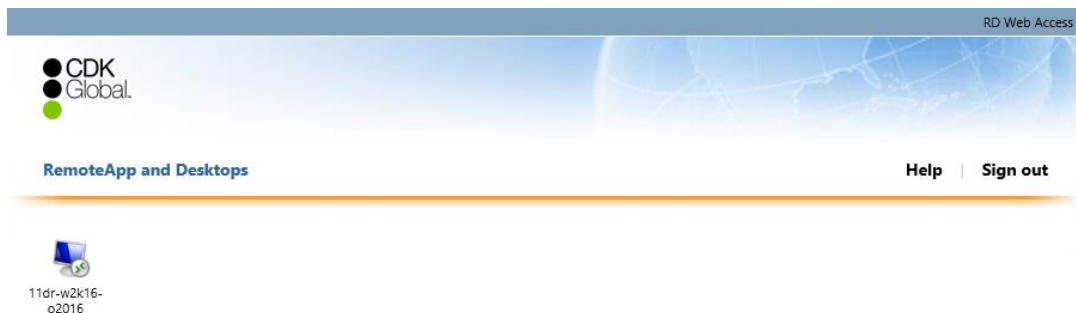 RD Web Access
CDK
Global.
RemoteApp and Desktops
Help | Sign out
11dr-w2k16-
o2016